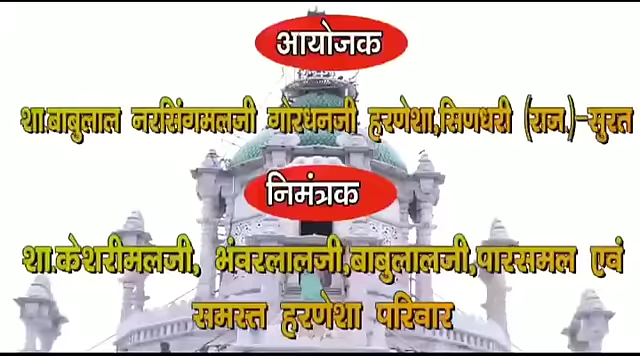 आयोजक
शा.बाबुलाल नरसिंगमलजी गोरधनजी हरणेशा,सिणधरी (राज.)-सुरत
निमंत्रक
शा.केशरीमलजी, भंवरलालजी,बाबुलालजी,पारसमल एवं
समस्त हरणेशा परिवार